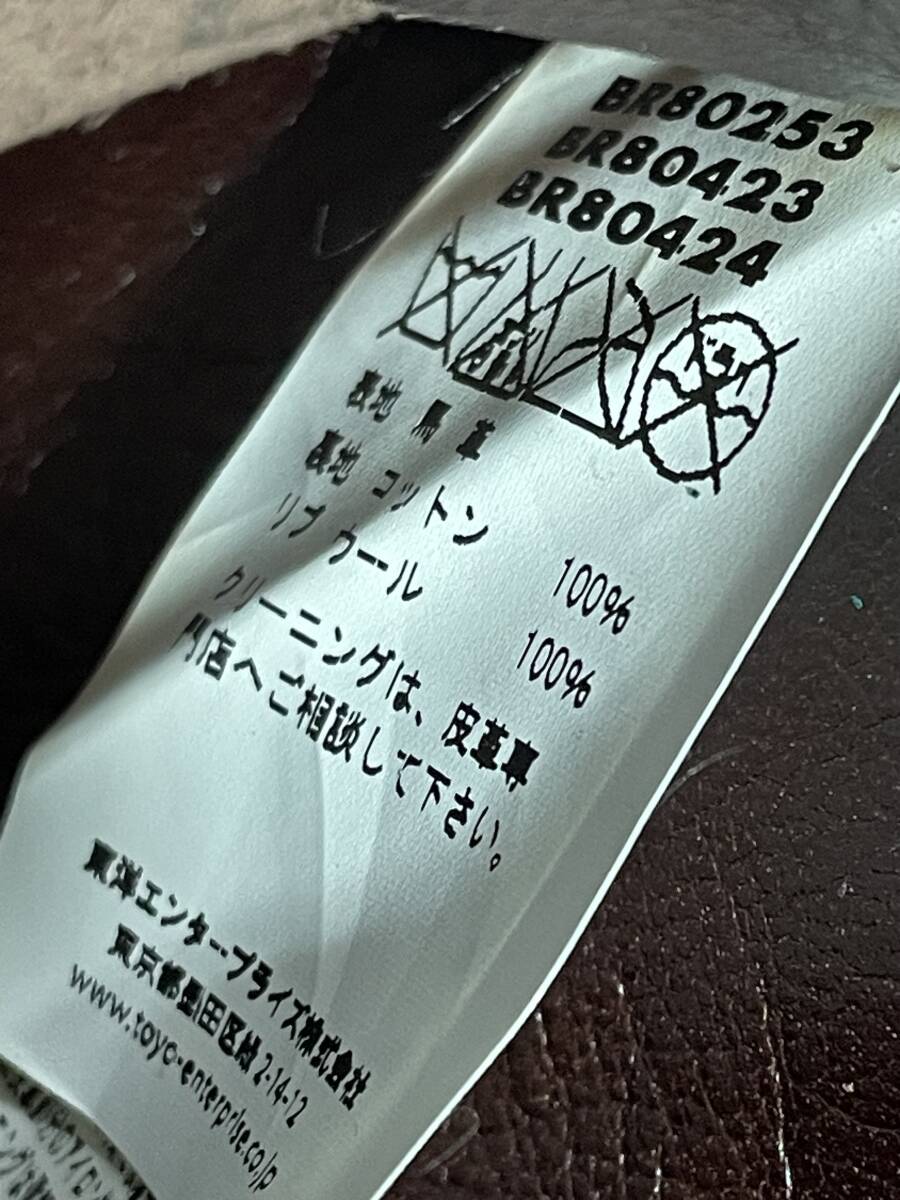 BR80253
BR80423
BR80424
ドライ
表地 馬革
裏地 コットン 100%
リブ ウール 100%
クリーニングは、皮革専
門店へご相談して下さい。
東洋エンタープライズ株式会社
東京都墨田区緑 2-14-12
www.toyo-enterprise.co.jp